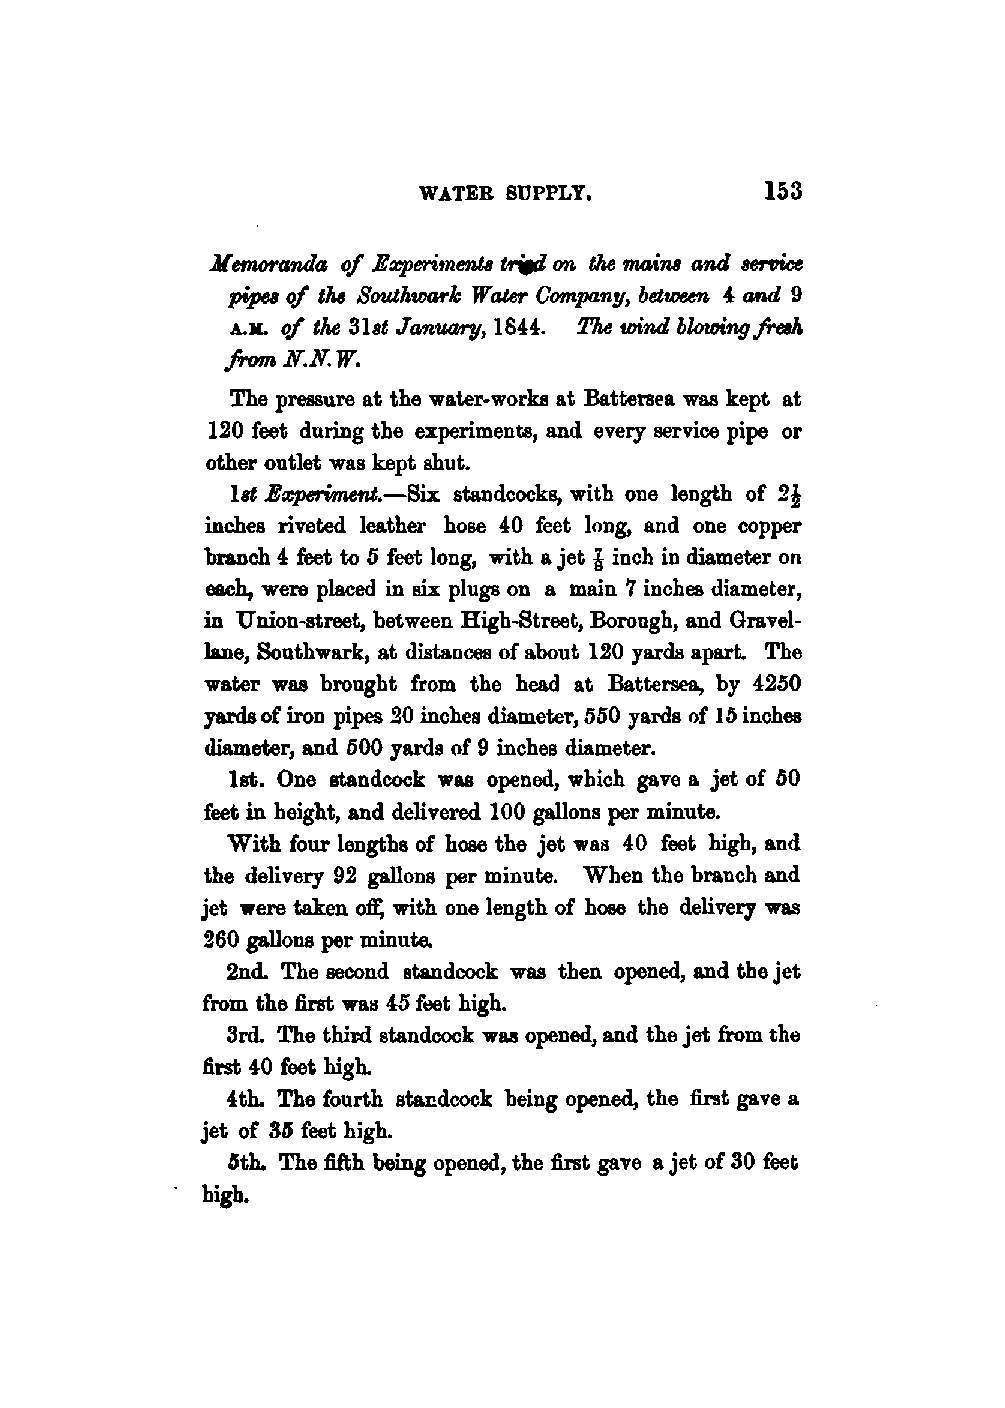 WATER SUPPLY. 153
Memoranda of Experiments tried on the mains and service
pipes of the Southwark Water Company, between 4 and 9
A.M. of the 31st January, 1844. The wind blowing fresh
from N.N.W.
The pressure at the water-works at Battersea was kept at
120 feet during the experiments, and every service pipe or
other outlet was kept shut.
1st Experiment.—Six standcocks, with one length of 2½
inches riveted leather hose 40 feet long, and one copper
branch 4 feet to 5 feet long, with a jet ⅞ inch in diameter on
each, were placed in six plugs on a main 7 inches diameter,
in Union-street, between High-Street, Borough, and Gravel-
lane, Southwark, at distances of about 120 yards apart. The
water was brought from the head at Battersea, by 4250
yards of iron pipes 20 inches diameter, 550 yards of 15 inches
diameter, and 500 yards of 9 inches diameter.
1st. One standcock was opened, which gave a jet of 50
feet in height, and delivered 100 gallons per minute.
With four lengths of hose the jet was 40 feet high, and
the delivery 92 gallons per minute. When the branch and
jet were taken off, with one length of hose the delivery was
260 gallons per minute.
2nd. The second standcock was then opened, and the jet
from the first was 45 feet high.
3rd. The third standcock was opened, and the jet from the
first 40 feet high.
4th. The fourth standcock being opened, the first gave a
jet of 35 feet high.
5th. The fifth being opened, the first gave a jet of 30 feet
high.